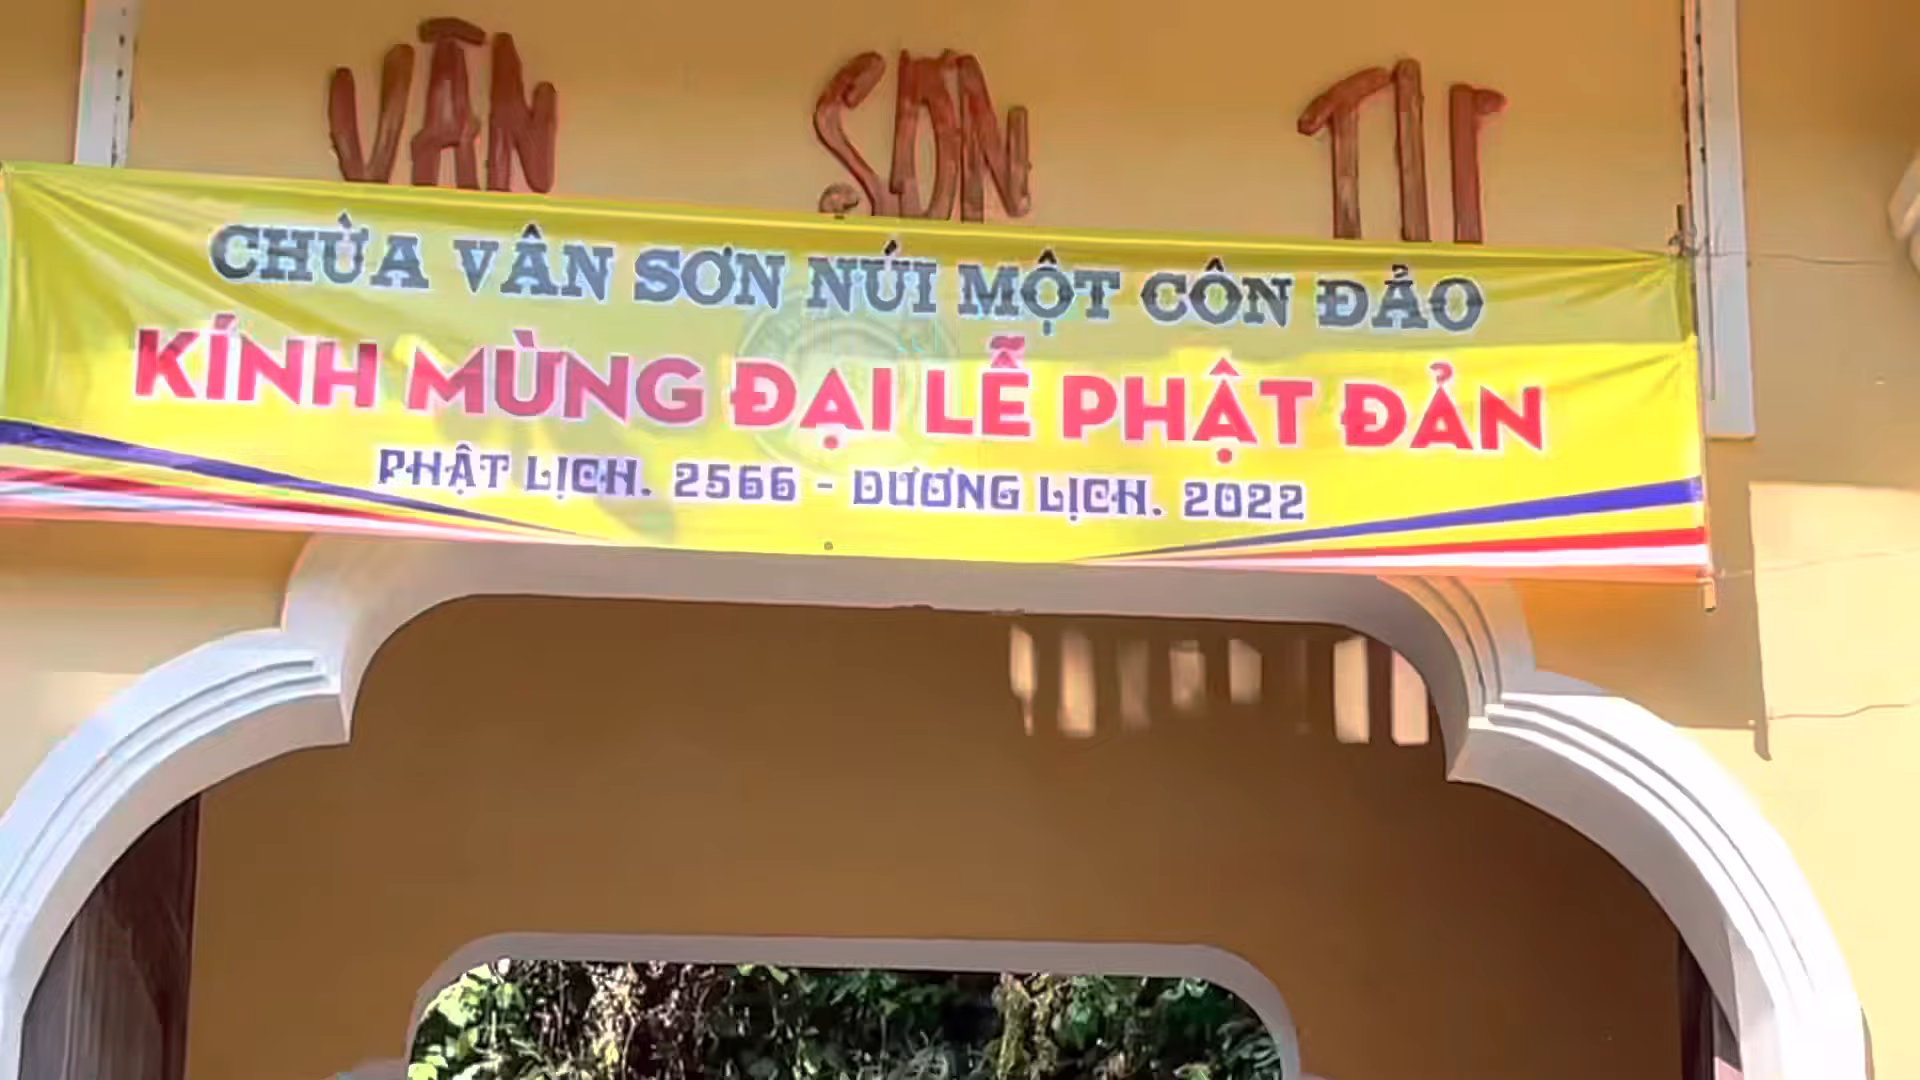 VÂN SƠN TỰ
CHÙA VÂN SƠN NÚI MỘT CÔN ĐẢO
KÍNH MỪNG ĐẠI LỄ PHẬT ĐẢN
PHẬT LỊCH. 2566 - DƯƠNG LỊCH. 2022